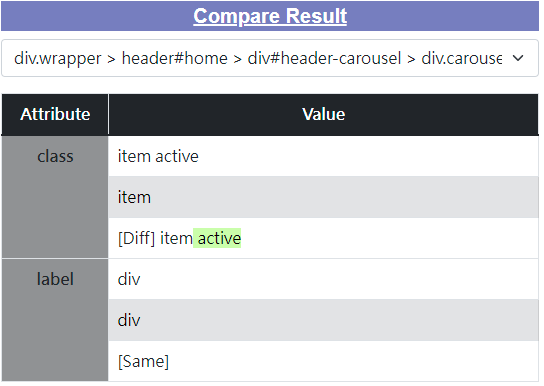 Compare Result
div.wrapper > header#home > div#header-carousel > div.carouse
Attribute Value
class item active
item
[Diff] item active
label div
div
[Same]